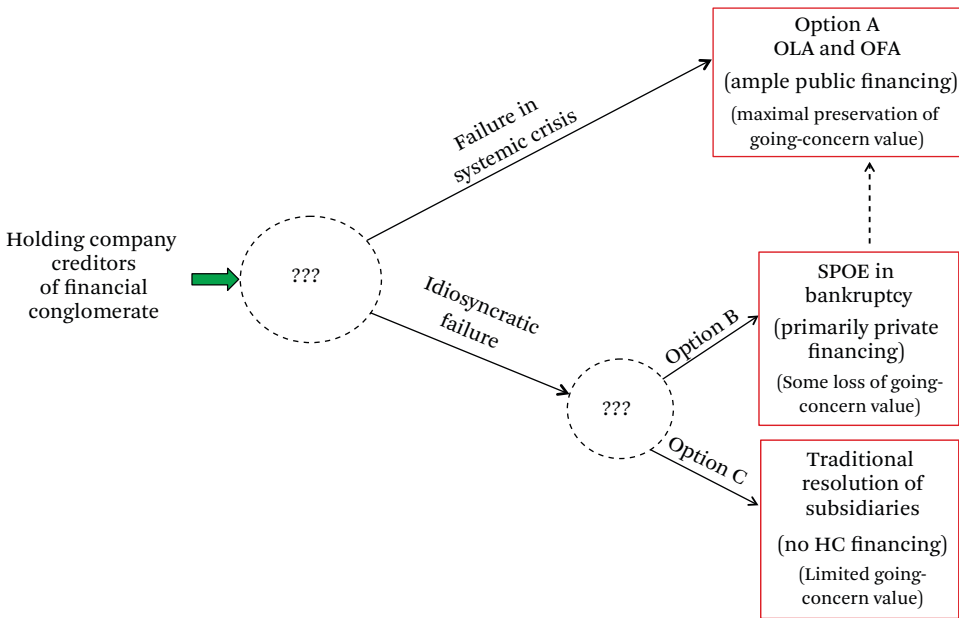 Holding company
creditors
of financial
conglomerate
???
Failure in
systemic crisis
Idiosyncratic
failure
???
Option B
Option C
Option A
OLA and OFA
(ample public financing)
(maximal preservation of
going-concern value)
SPOE in
bankruptcy
(primarily private
financing)
(Some loss of going-
concern value)
Traditional
resolution of
subsidiaries
(no HC financing)
(Limited going-
concern value)